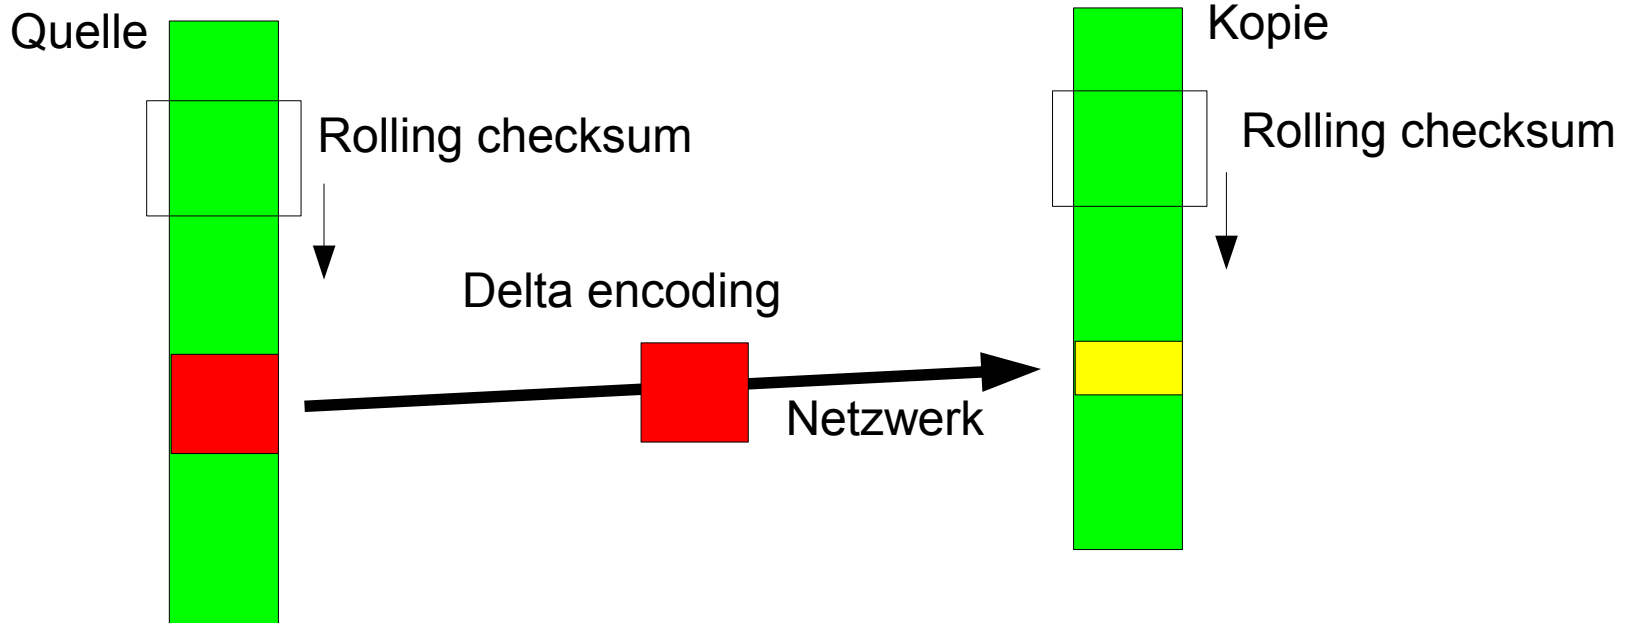 Quelle
Kopie
Rolling checksum
Rolling checksum
Delta encoding
Netzwerk